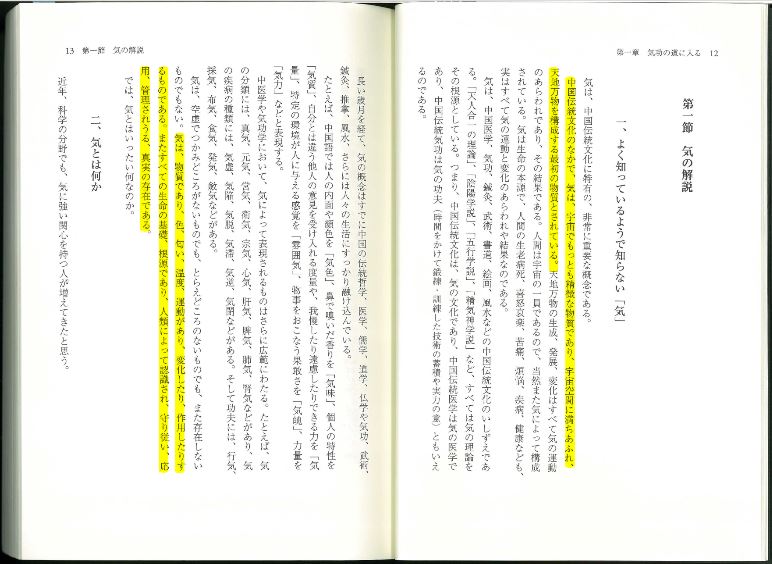 第一章　気功の道に入る　12
第一節　気の解説
一、よく知っているようで知らない「気」
気は、中国伝統文化に特有の、非常に重要な概念である。
中国伝統文化のなかで、気は、宇宙でもっとも精微な物質であり、宇宙空間に満ちあふれ、
天地万物を構成する最初の物質とされている。天地万物の生成、発展、変化はすべて気の運動
のあらわれであり、その結果である。人間は宇宙の一員であるので、当然また気によって構成
されている。気は生命の本源で、人間の生老病死、喜怒哀楽、苦痛、煩悩、疾病、健康なども、
実はすべて気の運動と変化のあらわれや結果なのである。
気は、中国医学、気功、鍼灸、武術、書道、絵画、風水などの中国伝統文化のいしずえであ
る。「天人合一の理論」、「陰陽学説」、「五行学説」、「精気神学説」など、すべては気の理論を
その根源としている。つまり、中国伝統文化は、気の文化であり、中国伝統医学は気の医学で
あり、中国伝統気功は気の功夫（時間をかけて鍛練・訓練した技術の蓄積や実力の意）ともいえ
るのである。
13　第一節　気の解説
長い歳月を経て、気の概念はすでに中国の伝統哲学、医学、儒学、道学、仏学や気功、武術、
鍼灸、推拿、風水、さらには人々の生活にすっかり融け込んでいる。
たとえば、中国語では人の内面や顔色を「気色」、鼻で嗅いだ香りを「気味」、個人の特性を
「気質」、自分とは違う他人の意見を受け入れる度量や、我慢したり遠慮したりできる力を「気
量」、特定の環境が人に与える感覚を「雰囲気」、物事をおこなう果敢さを「気魄」、力量を
「気力」などと表現する。
中医学や気功学において、気によって表現されるものはさらに広範にわたる。たとえば、気
の分類には、真気、元気、営気、衛気、宗気、心気、肝気、脾気、肺気、腎気などがあり、気
の疾病の種類には、気虚、気陥、気脱、気滞、気逆、気閉などがある。そして功夫には、行気、
採気、布気、食気、発気、斂気などがある。
気は、空虚でつかみどころがないものでも、とらえどころのないものでも、また存在しない
ものでもない。気は、物質であり、色、匂い、温度、運動があり、変化したり、作用したりす
るものである。またすべての生命の基礎、根源であり、人類によって認識され、守り従い、応
用、管理されうる、真実の存在である。
では、気とはいったい何なのか。
二、気とは何か
近年、科学の分野でも、気に強い関心を持つ人が増えてきたと思う。